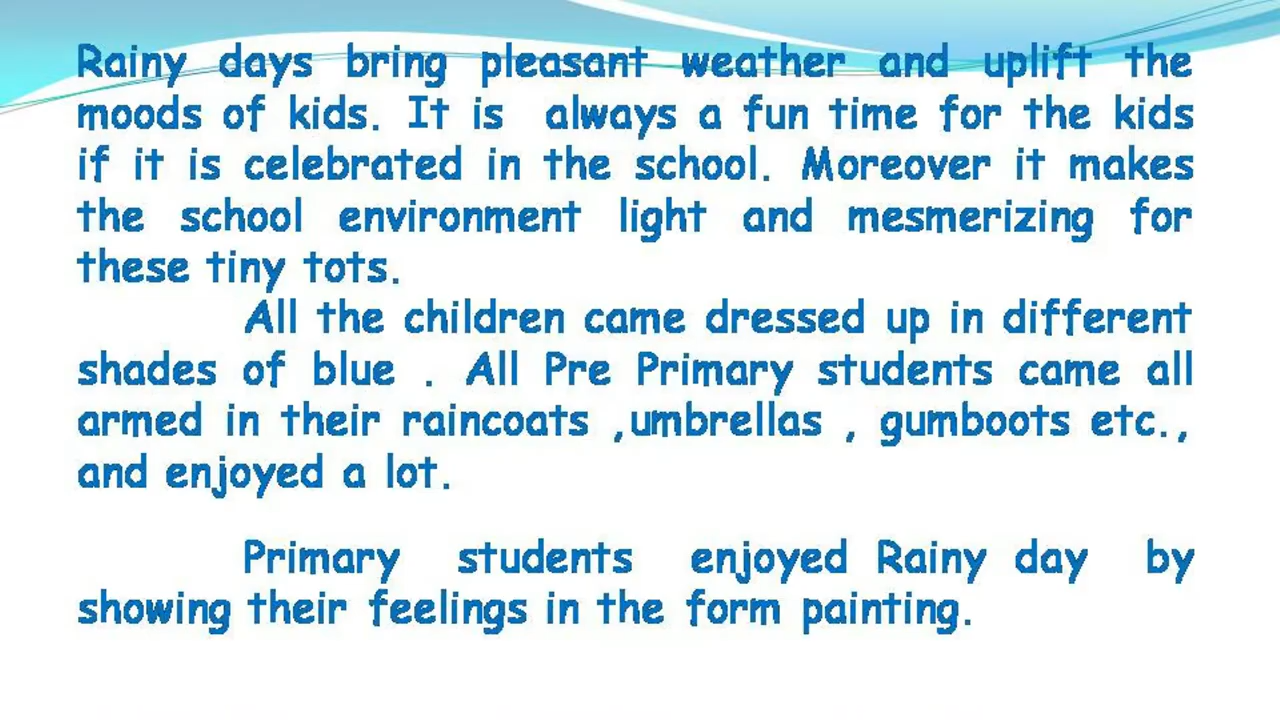 Rainy days bring pleasant weather and uplift the
moods of kids. It is always a fun time for the kids
if it is celebrated in the school. Moreover it makes
the school environment light and mesmerizing for
these tiny tots.
All the children came dressed up in different
shades of blue . All Pre Primary students came all
armed in their raincoats ,umbrellas , gumboots etc.,
and enjoyed a lot.
Primary students enjoyed Rainy day by
showing their feelings in the form painting.